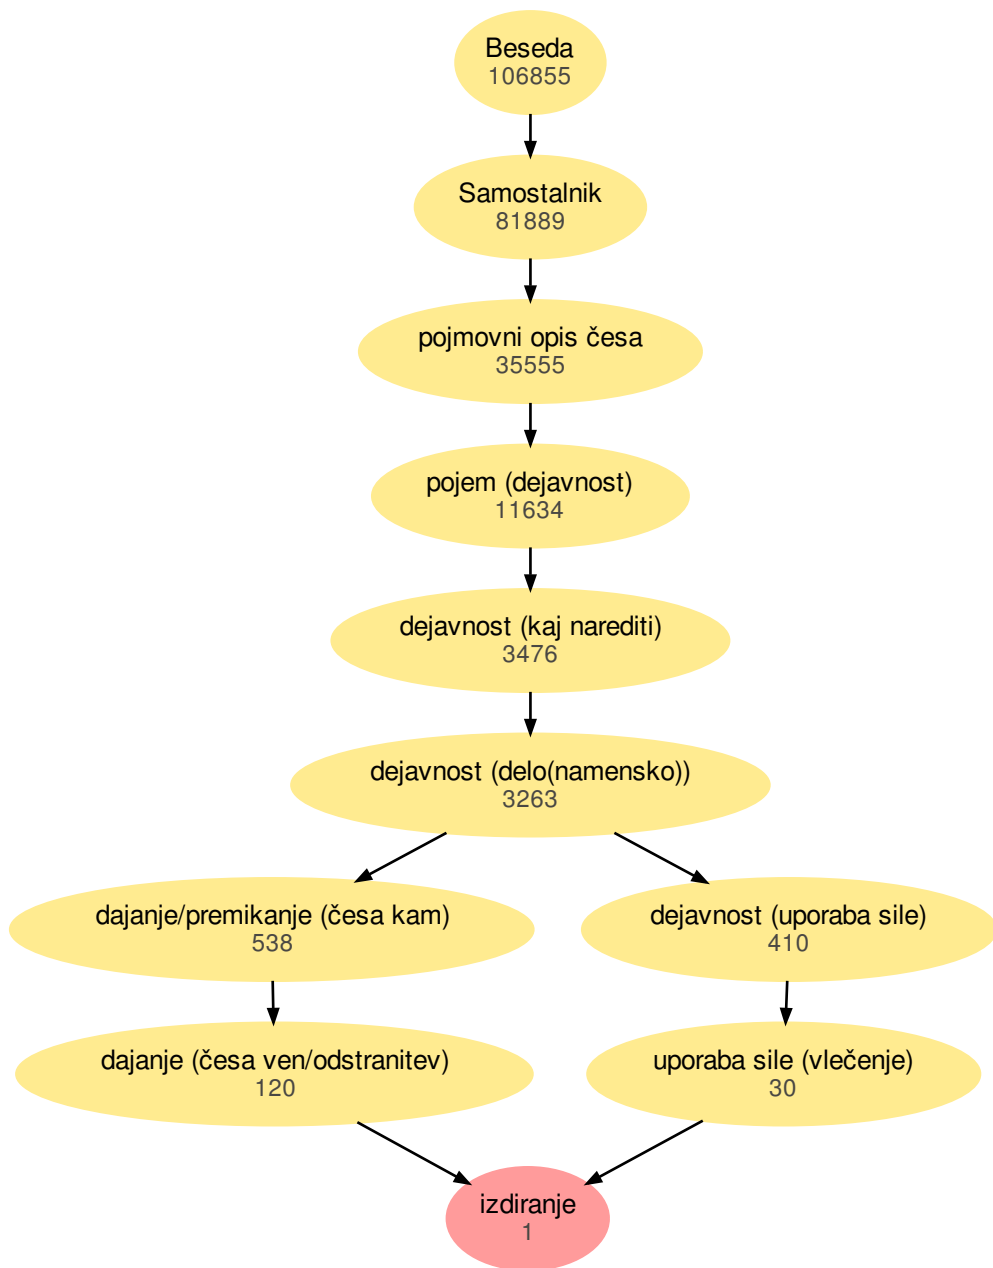 Beseda
106855
Samostalnik
81889
pojmovni opis česa
35555
pojem (dejavnost)
11634
dejavnost (kaj narediti)
3476
dejavnost (delo(namensko))
3263
dajanje/premikanje (česa kam)
538
dejavnost (uporaba sile)
410
dajanje (česa ven/odstranitev)
120
uporaba sile (vlečenje)
30
izdiranje
1